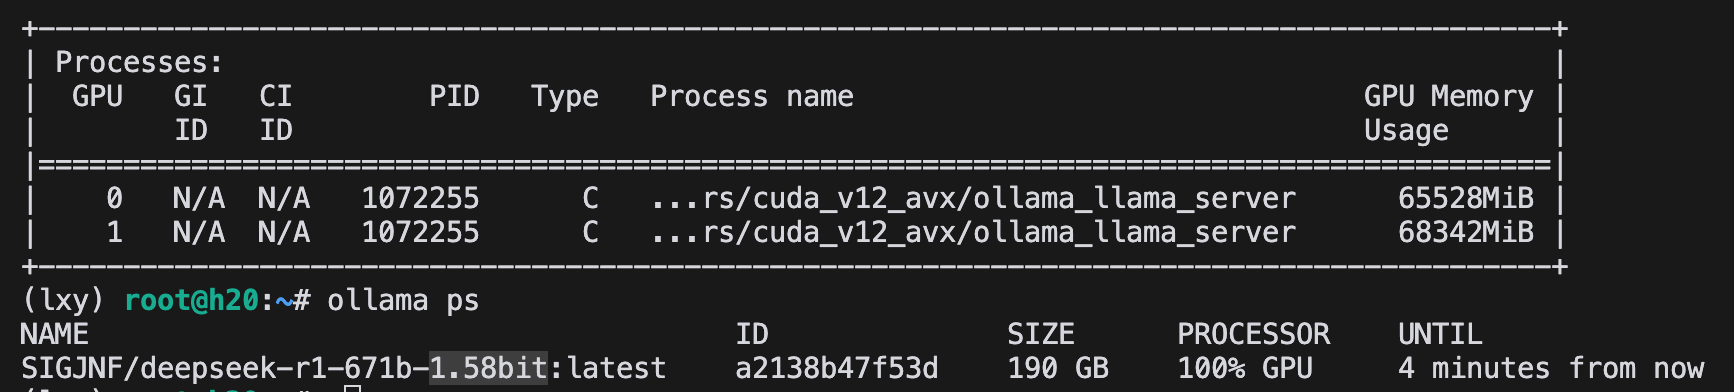 +-----------------------------------------------------------------------------------------+
| Processes:                                                                              |
|  GPU   GI   CI        PID   Type   Process name                              GPU Memory |
|        ID   ID                                                               Usage      |
|=========================================================================================|
|    0   N/A  N/A   1072255      C   ...rs/cuda_v12_avx/ollama_llama_server      65528MiB |
|    1   N/A  N/A   1072255      C   ...rs/cuda_v12_avx/ollama_llama_server      68342MiB |
+-----------------------------------------------------------------------------------------+
(lxy) root@h20:~# ollama ps
NAME                                      ID              SIZE      PROCESSOR    UNTIL
SIGJNF/deepseek-r1-671b-1.58bit:latest    a2138b47f53d    190 GB    100% GPU     4 minutes from now